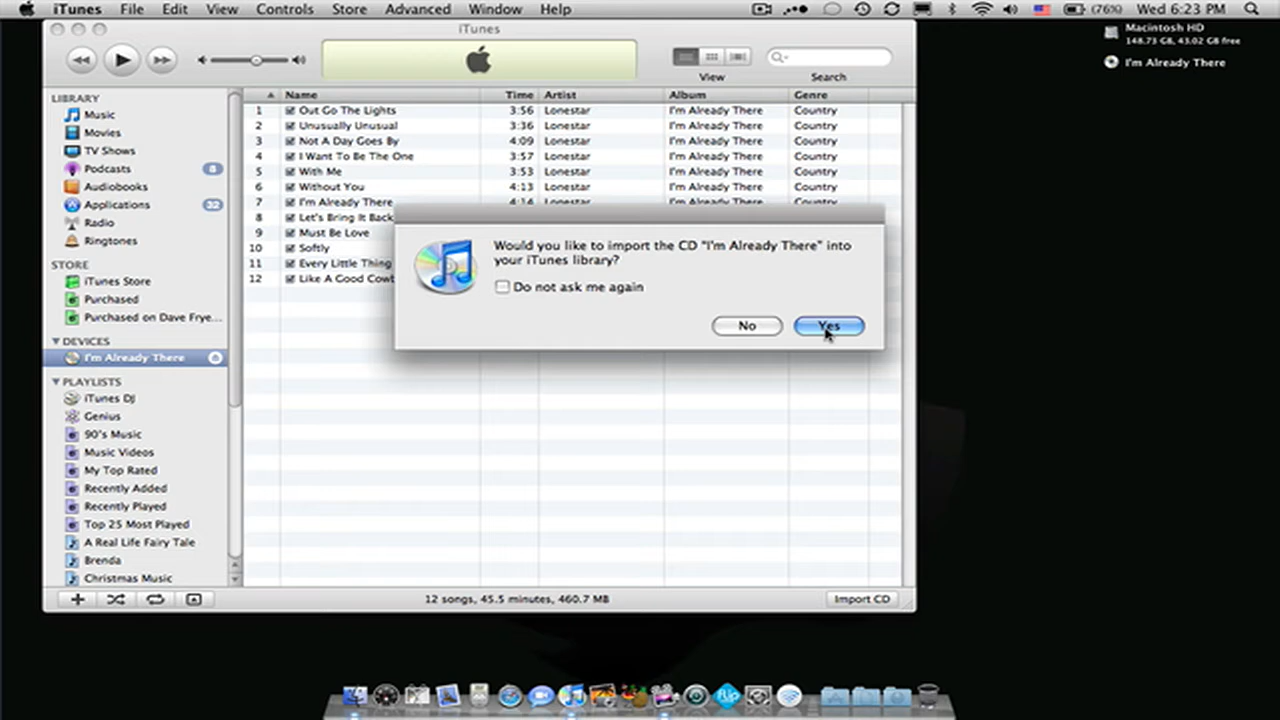 iTunes File Edit View Controls Store Advanced Window Help (76%) Wed 6:23 PM
Macintosh HD
148.73 GB, 43.02 GB free
I'm Already There
iTunes
View
Search
LIBRARY
Music
Movies
TV Shows
Podcasts 8
Audiobooks
Applications 22
Radio
Ringtones
STORE
iTunes Store
Purchased
Purchased on Dave Frye...
DEVICES
I'm Already There
PLAYLISTS
iTunes DJ
Genius
90's Music
Music Videos
My Top Rated
Recently Added
Recently Played
Top 25 Most Played
A Real Life Fairy Tale
Brenda
Christmas Music
Name Time Artist Album Genre
1 Out Go The Lights 3:56 Lonestar I'm Already There Country
2 Unusually Unusual 3:36 Lonestar I'm Already There Country
3 Not A Day Goes By 4:09 Lonestar I'm Already There Country
4 I Want To Be The One 3:57 Lonestar I'm Already There Country
5 With Me 3:53 Lonestar I'm Already There Country
6 Without You 4:13 Lonestar I'm Already There Country
7 I'm Already There 4:14 Lonestar I'm Already There Country
8 Let's Bring It Back
9 Must Be Love
10 Softly
11 Every Little Thing
12 Like A Good Cowb
Would you like to import the CD "I'm Already There" into
your iTunes library?
Do not ask me again
No Yes
12 songs, 45.5 minutes, 460.7 MB
Import CD
flip